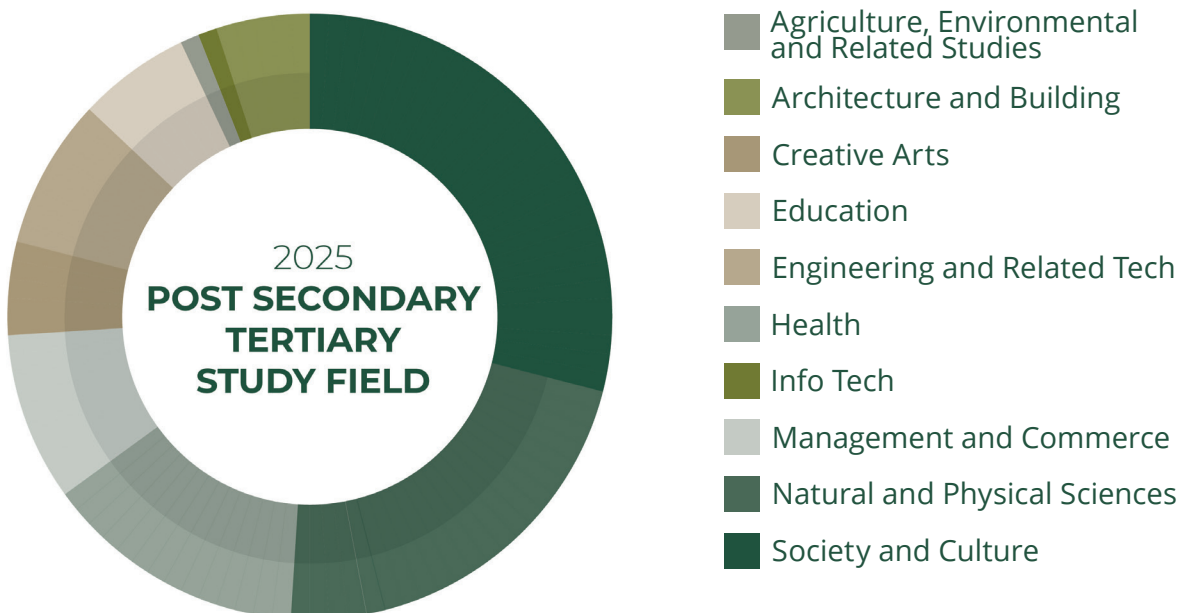 2025
POST SECONDARY
TERTIARY
STUDY FIELD
Agriculture, Environmental
and Related Studies
Architecture and Building
Creative Arts
Education
Engineering and Related Tech
Health
Info Tech
Management and Commerce
Natural and Physical Sciences
Society and Culture